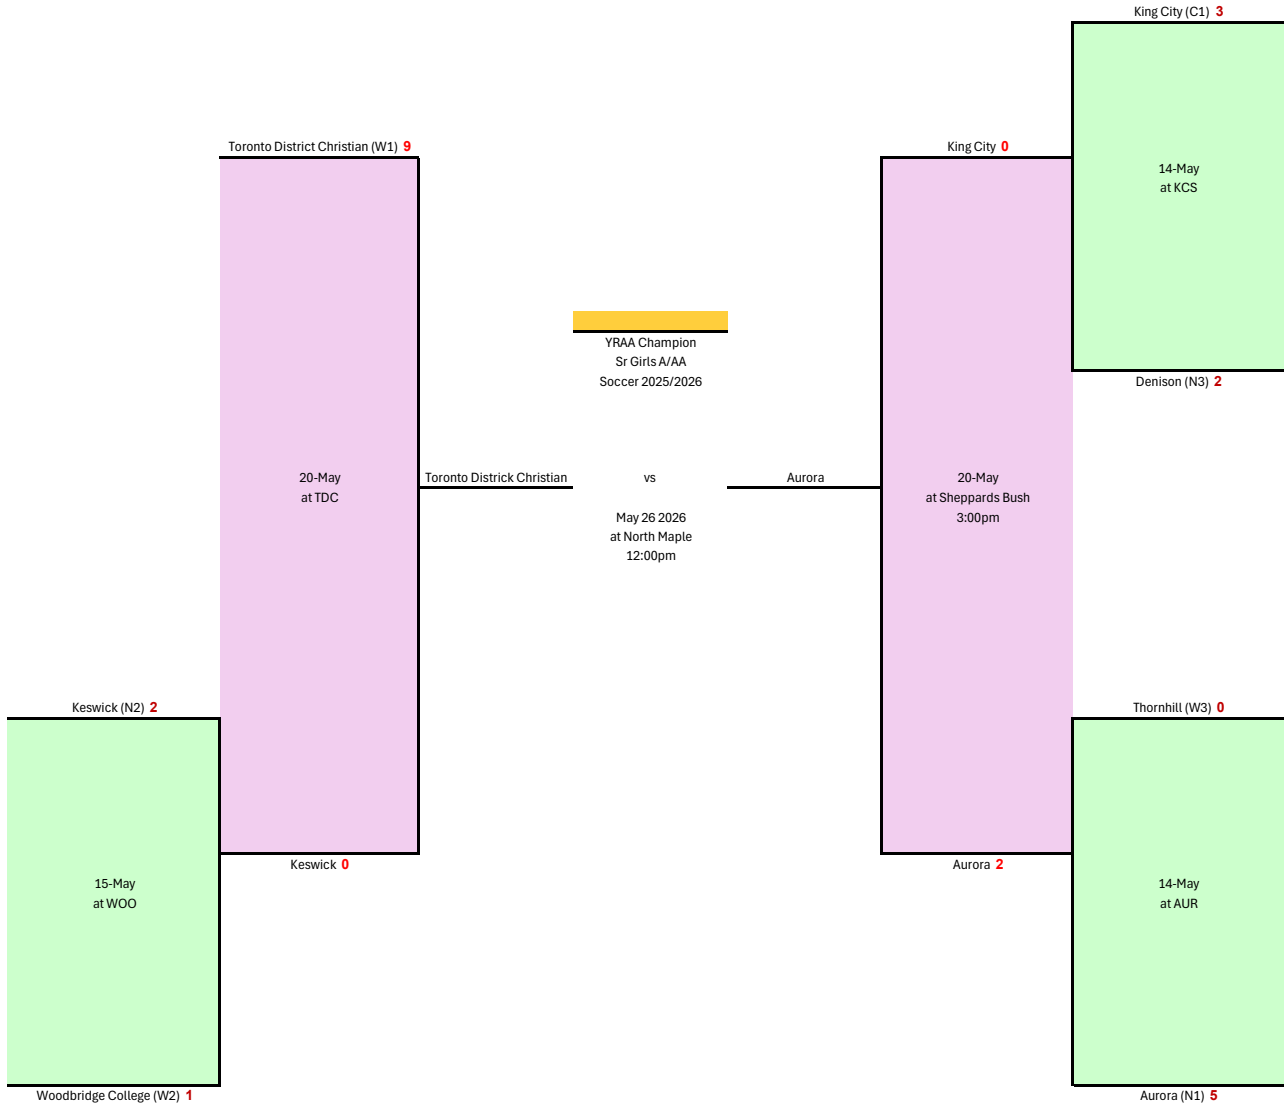 King City (C1) 3
14-May
at KCS
Denison (N3) 2
Toronto District Christian (W1) 9
20-May
at TDC
Keswick 0
King City 0
20-May
at Sheppards Bush
3:00pm
Aurora 2
YRAA Champion
Sr Girls A/AA
Soccer 2025/2026
Toronto Districk Christian
vs
Aurora
May 26 2026
at North Maple
12:00pm
Keswick (N2) 2
15-May
at WOO
Woodbridge College (W2) 1
Thornhill (W3) 0
14-May
at AUR
Aurora (N1) 5